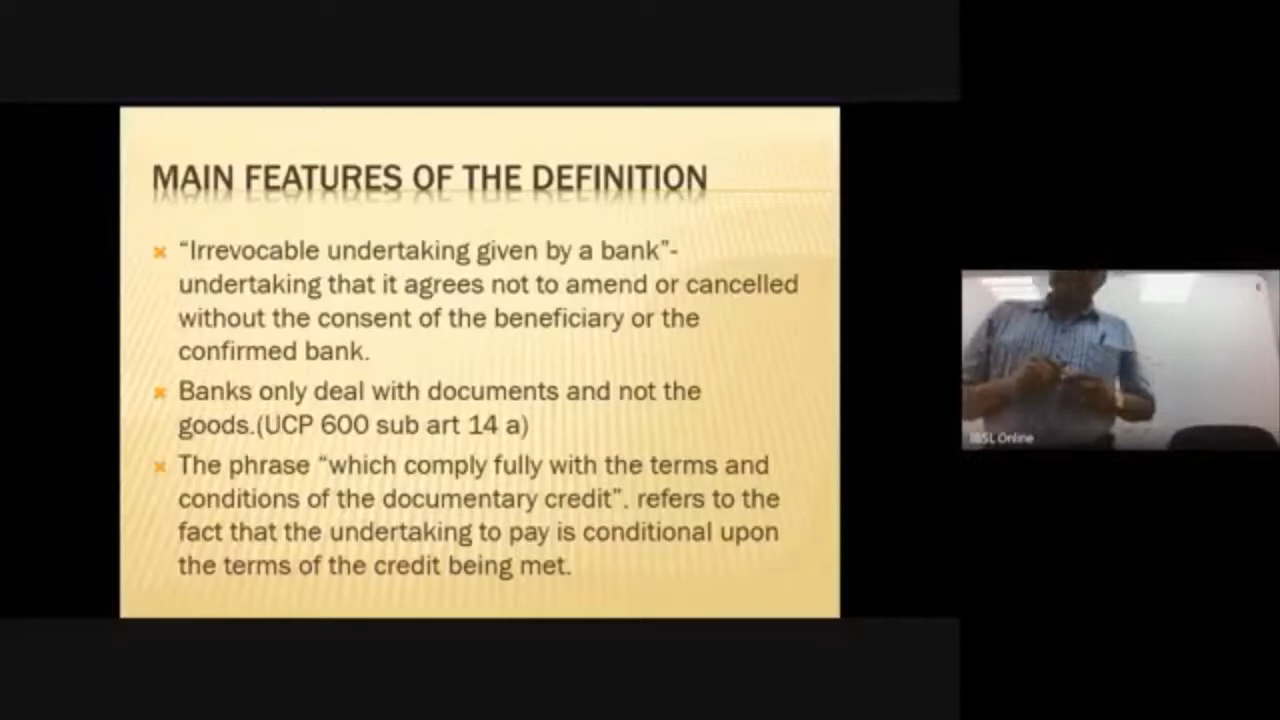 MAIN FEATURES OF THE DEFINITION
“Irrevocable undertaking given by a bank”-
undertaking that it agrees not to amend or cancelled
without the consent of the beneficiary or the
confirmed bank.
Banks only deal with documents and not the
goods.(UCP 600 sub art 14 a)
The phrase “which comply fully with the terms and
conditions of the documentary credit”. refers to the
fact that the undertaking to pay is conditional upon
the terms of the credit being met.
IBSL Online